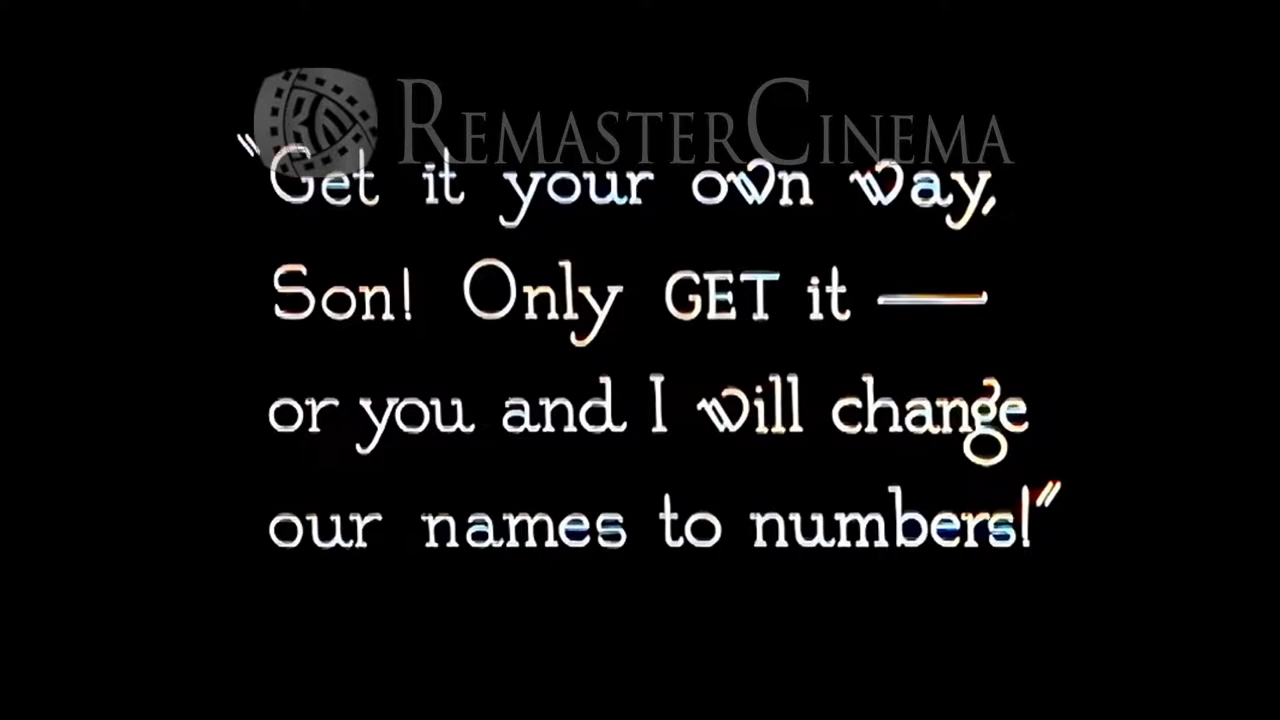 REMASTERCINEMA
"Get it your own way,
Son! Only GET it —
or you and I will change
our names to numbers!"